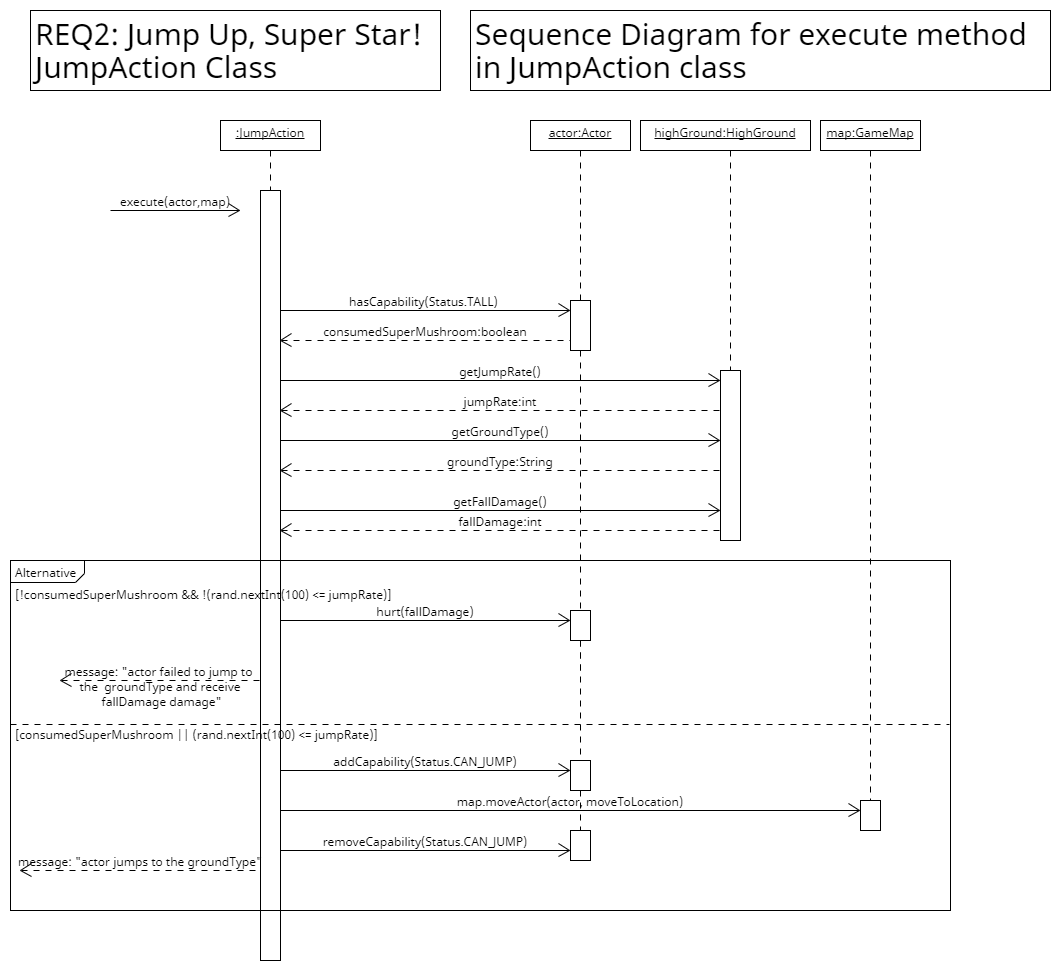 REQ2: Jump Up, Super Star!
JumpAction Class
Sequence Diagram for execute method
in JumpAction class
:JumpAction
actor:Actor
highGround:HighGround
map:GameMap
execute(actor,map)
hasCapability(Status.TALL)
consumedSuperMushroom:boolean
getJumpRate()
jumpRate:int
getGroundType()
groundType:String
getFallDamage()
fallDamage:int
Alternative
[!consumedSuperMushroom && !(rand.nextInt(100) <= jumpRate)]
hurt(fallDamage)
message: "actor failed to jump to
the groundType and receive
fallDamage damage"
[consumedSuperMushroom || (rand.nextInt(100) <= jumpRate)]
addCapability(Status.CAN_JUMP)
map.moveActor(actor, moveToLocation)
removeCapability(Status.CAN_JUMP)
message: "actor jumps to the groundType"